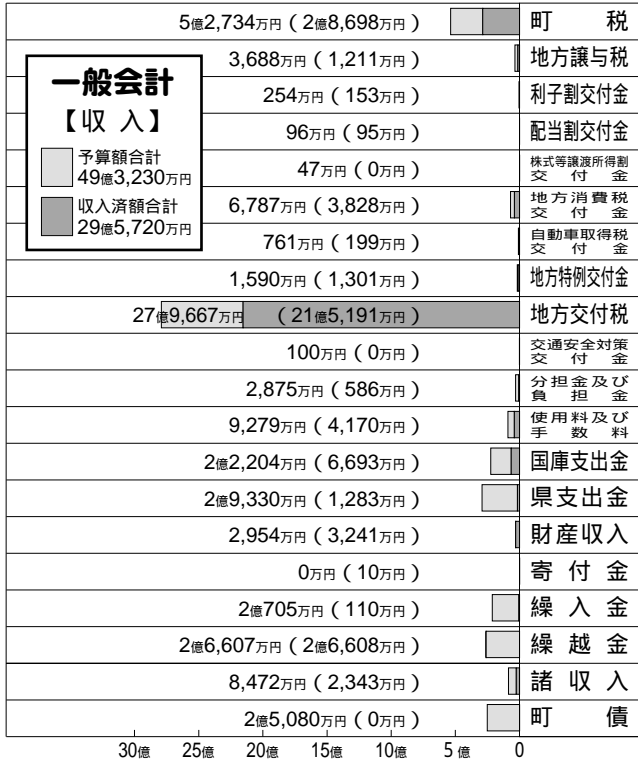 5億2,734万円(2億8,698万円) 町税
3,688万円(1,211万円) 地方譲与税
254万円(153万円) 利子割交付金
96万円(95万円) 配当割交付金
47万円(0万円) 株式等譲渡所得割
交付金
6,787万円(3,828万円) 地方消費税
交付金
761万円(199万円) 自動車取得税
交付金
1,590万円(1,301万円) 地方特例交付金
27億9,667万円(21億5,191万円) 地方交付税
100万円(0万円) 交通安全対策
交付金
2,875万円(586万円) 分担金及び
負担金
9,279万円(4,170万円) 使用料及び
手数料
2億2,204万円(6,693万円) 国庫支出金
2億9,330万円(1,283万円) 県支出金
2,954万円(3,241万円) 財産収入
0万円(10万円) 寄付金
2億705万円(110万円) 繰入金
2億6,607万円(2億6,608万円) 繰越金
8,472万円(2,343万円) 諸収入
2億5,080万円(0万円) 町債
30億 25億 20億 15億 10億 5億 0
一般会計
【収入】
予算額合計
49億3,230万円
収入済額合計
29億5,720万円